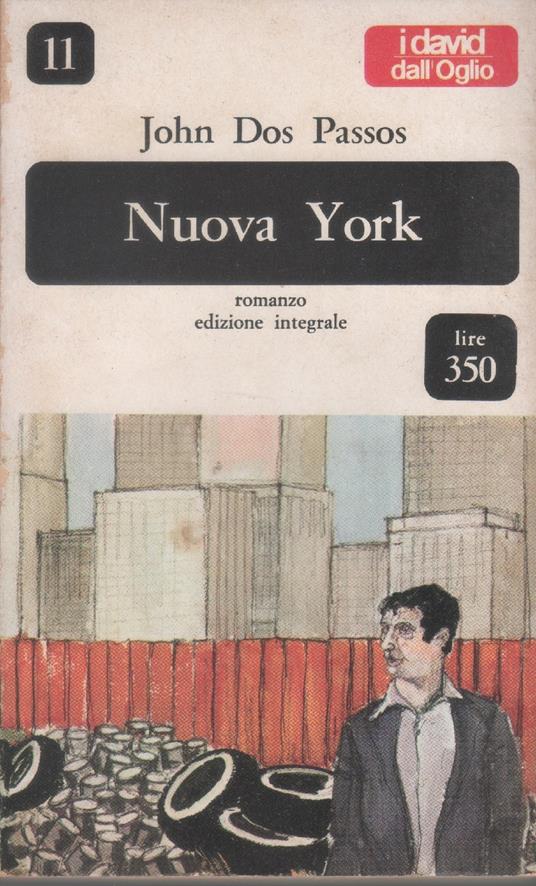 11
i david
dall'Oglio
John Dos Passos
Nuova York
romanzo
edizione integrale
lire
350